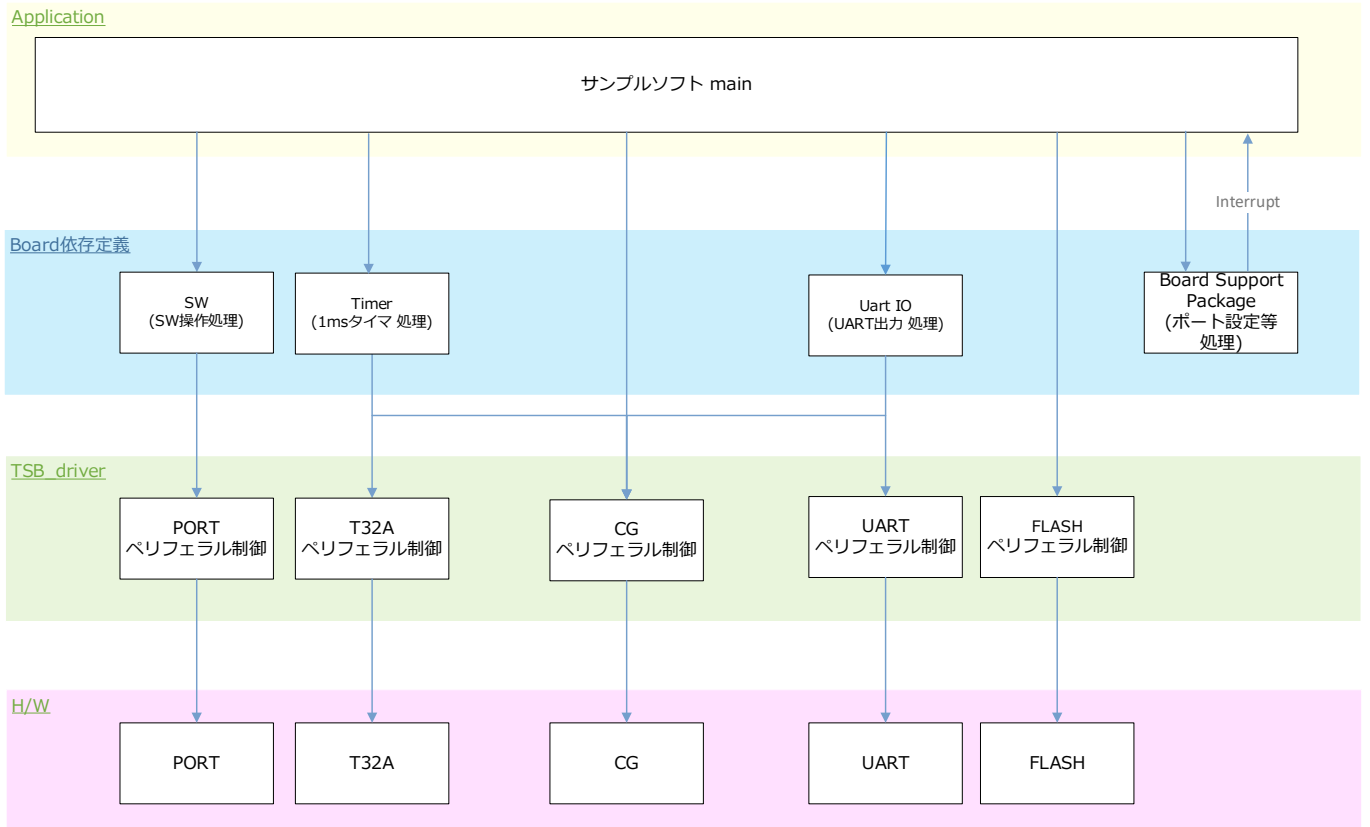 Application
サンプルソフト main
Interrupt
Board依存定義
SW
(SW操作処理)
Timer
(1msタイマ 処理)
Uart IO
(UART出力 処理)
Board Support
Package
(ポート設定等
処理)
TSB_driver
PORT
ペリフェラル制御
T32A
ペリフェラル制御
CG
ペリフェラル制御
UART
ペリフェラル制御
FLASH
ペリフェラル制御
H/W
PORT
T32A
CG
UART
FLASH